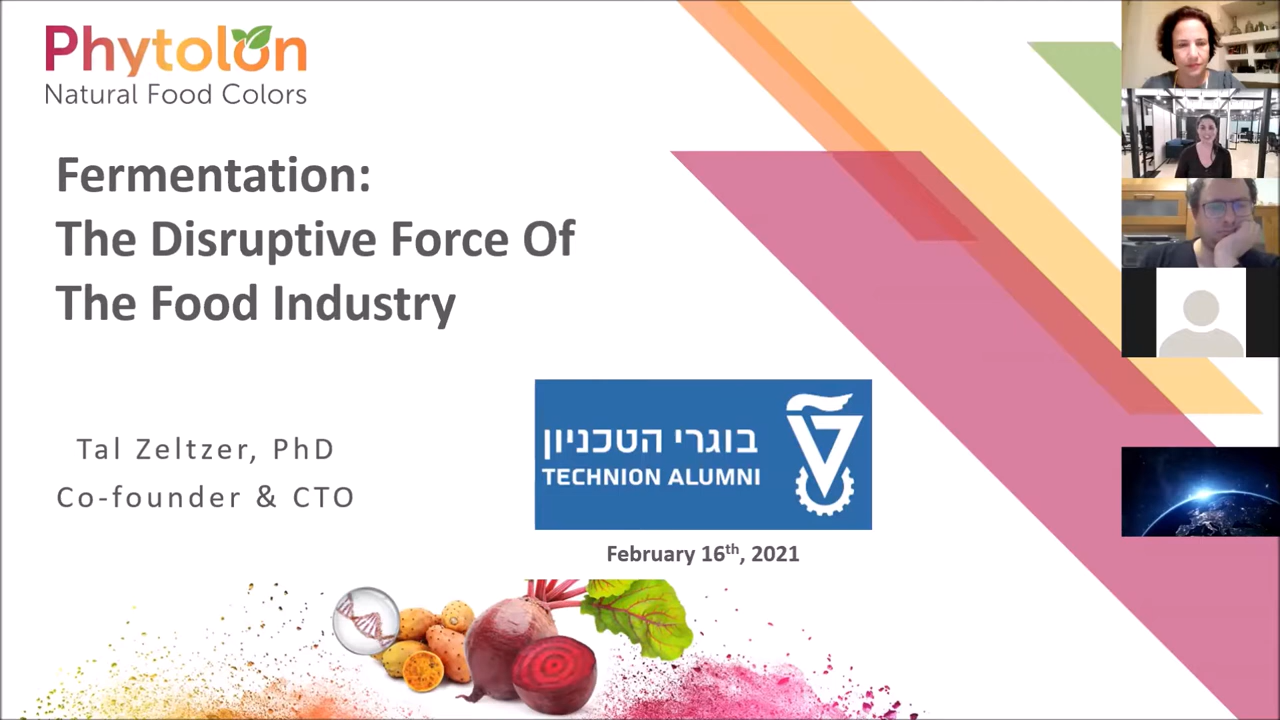 Phytolon
Natural Food Colors
Fermentation:
The Disruptive Force Of
The Food Industry
Tal Zeltzer, PhD
Co-founder & CTO
בוגרי הטכניון
TECHNION ALUMNI
February 16th, 2021